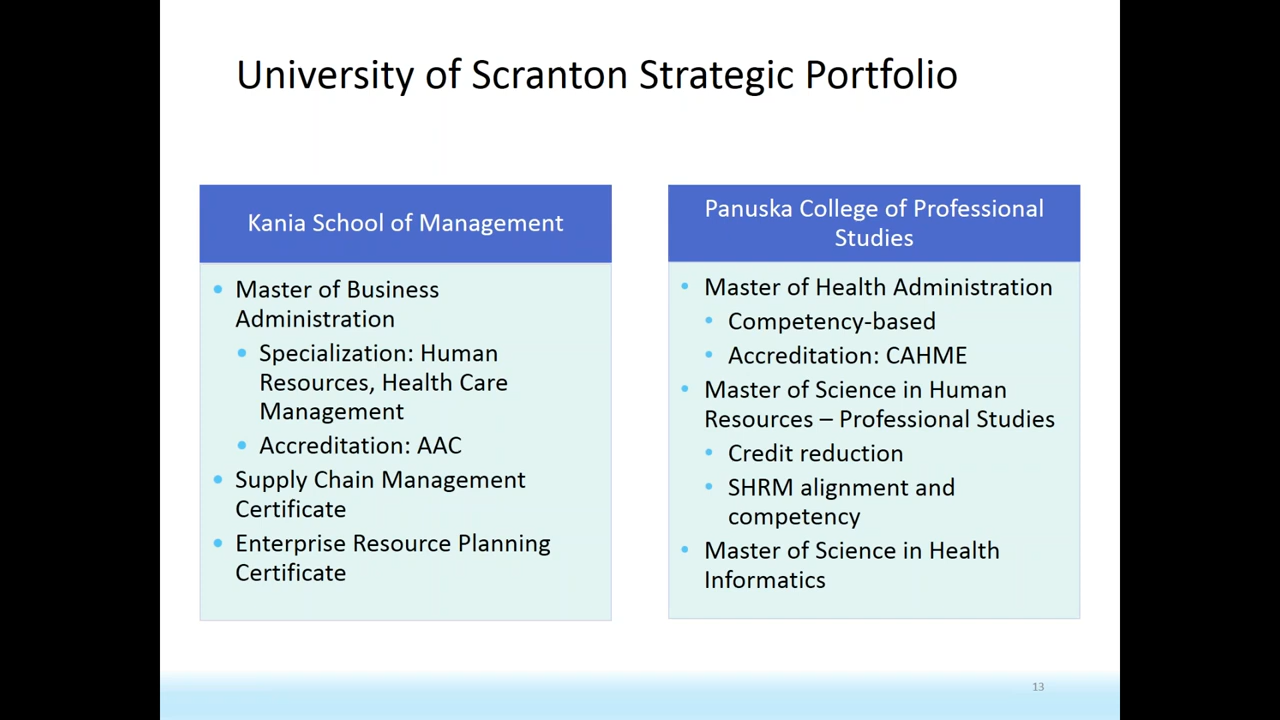 University of Scranton Strategic Portfolio
Kania School of Management
• Master of Business
Administration
• Specialization: Human
Resources, Health Care
Management
• Accreditation: AAC
• Supply Chain Management
Certificate
• Enterprise Resource Planning
Certificate
Panuska College of Professional
Studies
• Master of Health Administration
• Competency-based
• Accreditation: CAHME
• Master of Science in Human
Resources – Professional Studies
• Credit reduction
• SHRM alignment and
competency
• Master of Science in Health
Informatics
13